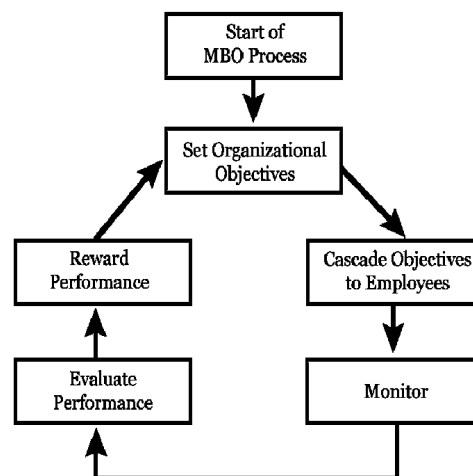 Start of
MBO Process
Set Organizational
Objectives
Reward
Performance
Cascade Objectives
to Employees
Evaluate
Performance
Monitor